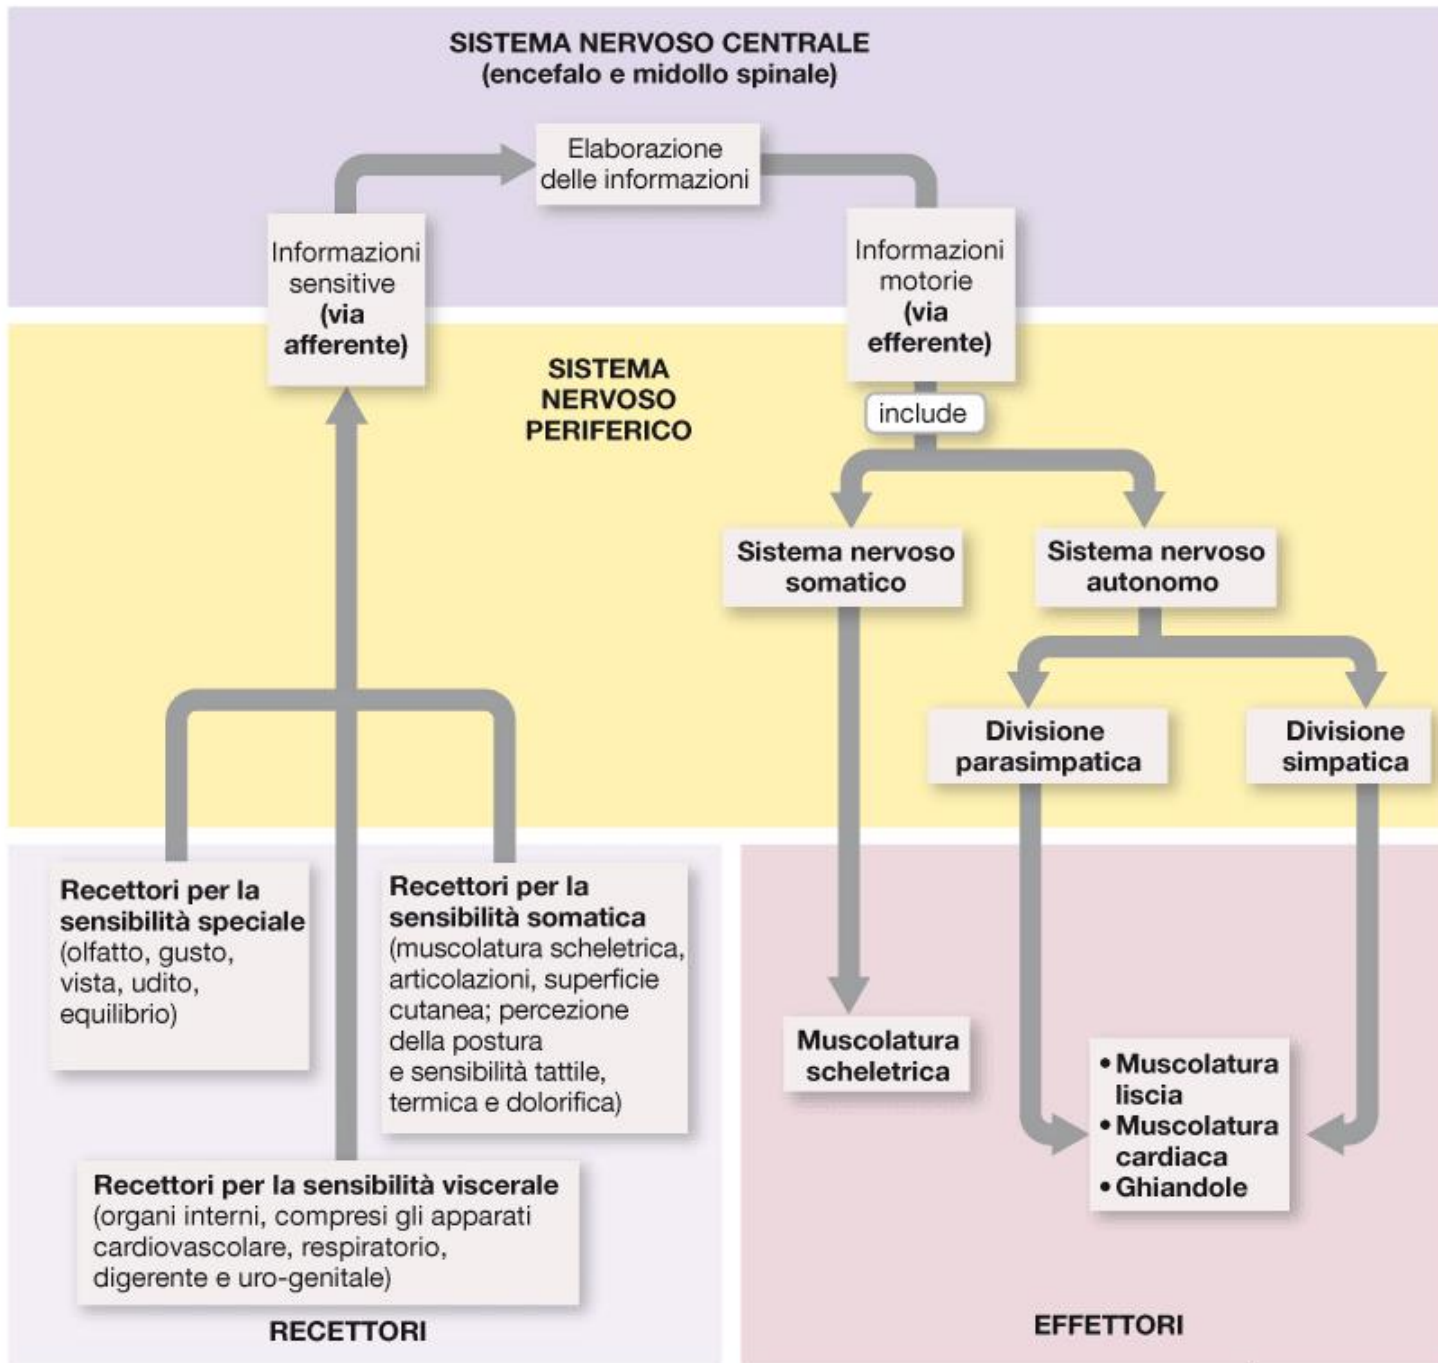 SISTEMA NERVOSO CENTRALE
(encefalo e midollo spinale)
Elaborazione
delle informazioni
Informazioni
sensitive
(via
afferente)
Informazioni
motorie
(via
efferente)
SISTEMA
NERVOSO
PERIFERICO
include
Sistema nervoso
somatico
Sistema nervoso
autonomo
Divisione
parasimpatica
Divisione
simpatica
Recettori per la
sensibilità speciale
(olfatto, gusto,
vista, udito,
equilibrio)
Recettori per la
sensibilità somatica
(muscolatura scheletrica,
articolazioni, superficie
cutanea; percezione
della postura
e sensibilità tattile,
termica e dolorifica)
Recettori per la sensibilità viscerale
(organi interni, compresi gli apparati
cardiovascolare, respiratorio,
digerente e uro-genitale)
RECETTORI
Muscolatura
scheletrica
• Muscolatura
liscia
• Muscolatura
cardiaca
• Ghiandole
EFFETTORI